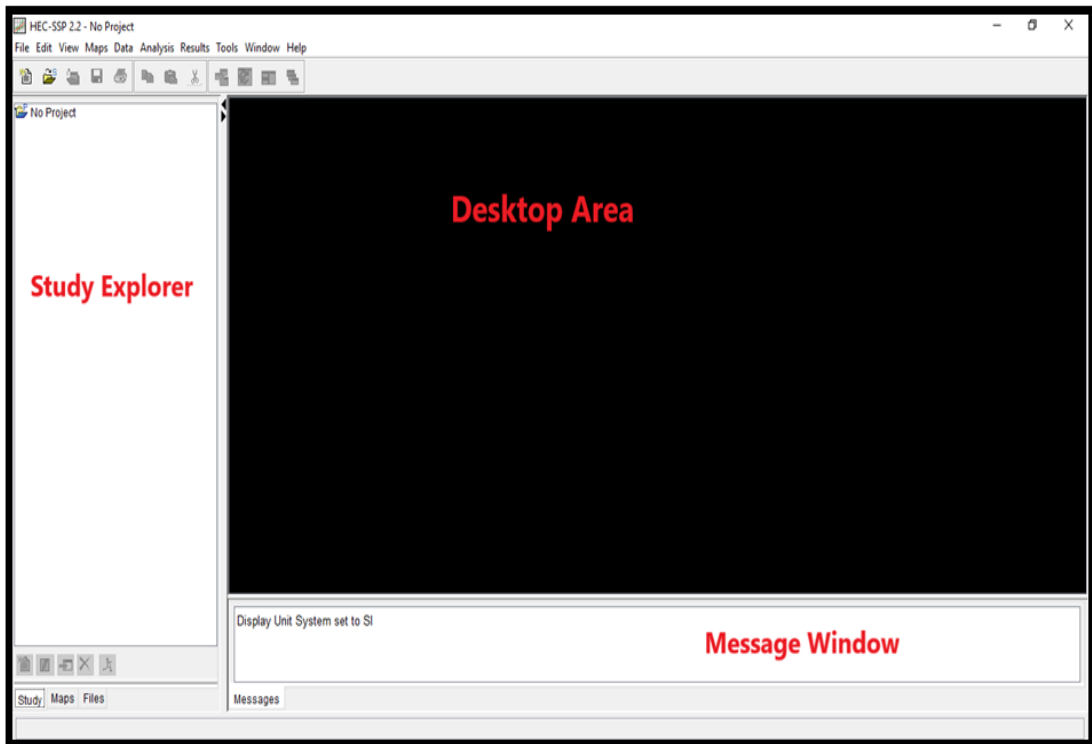 HEC-SSP 2.2 - No Project
File Edit View Maps Data Analysis Results Tools Window Help
No Project
Desktop Area
Study Explorer
Display Unit System set to SI
Message Window
Study Maps Files
Messages